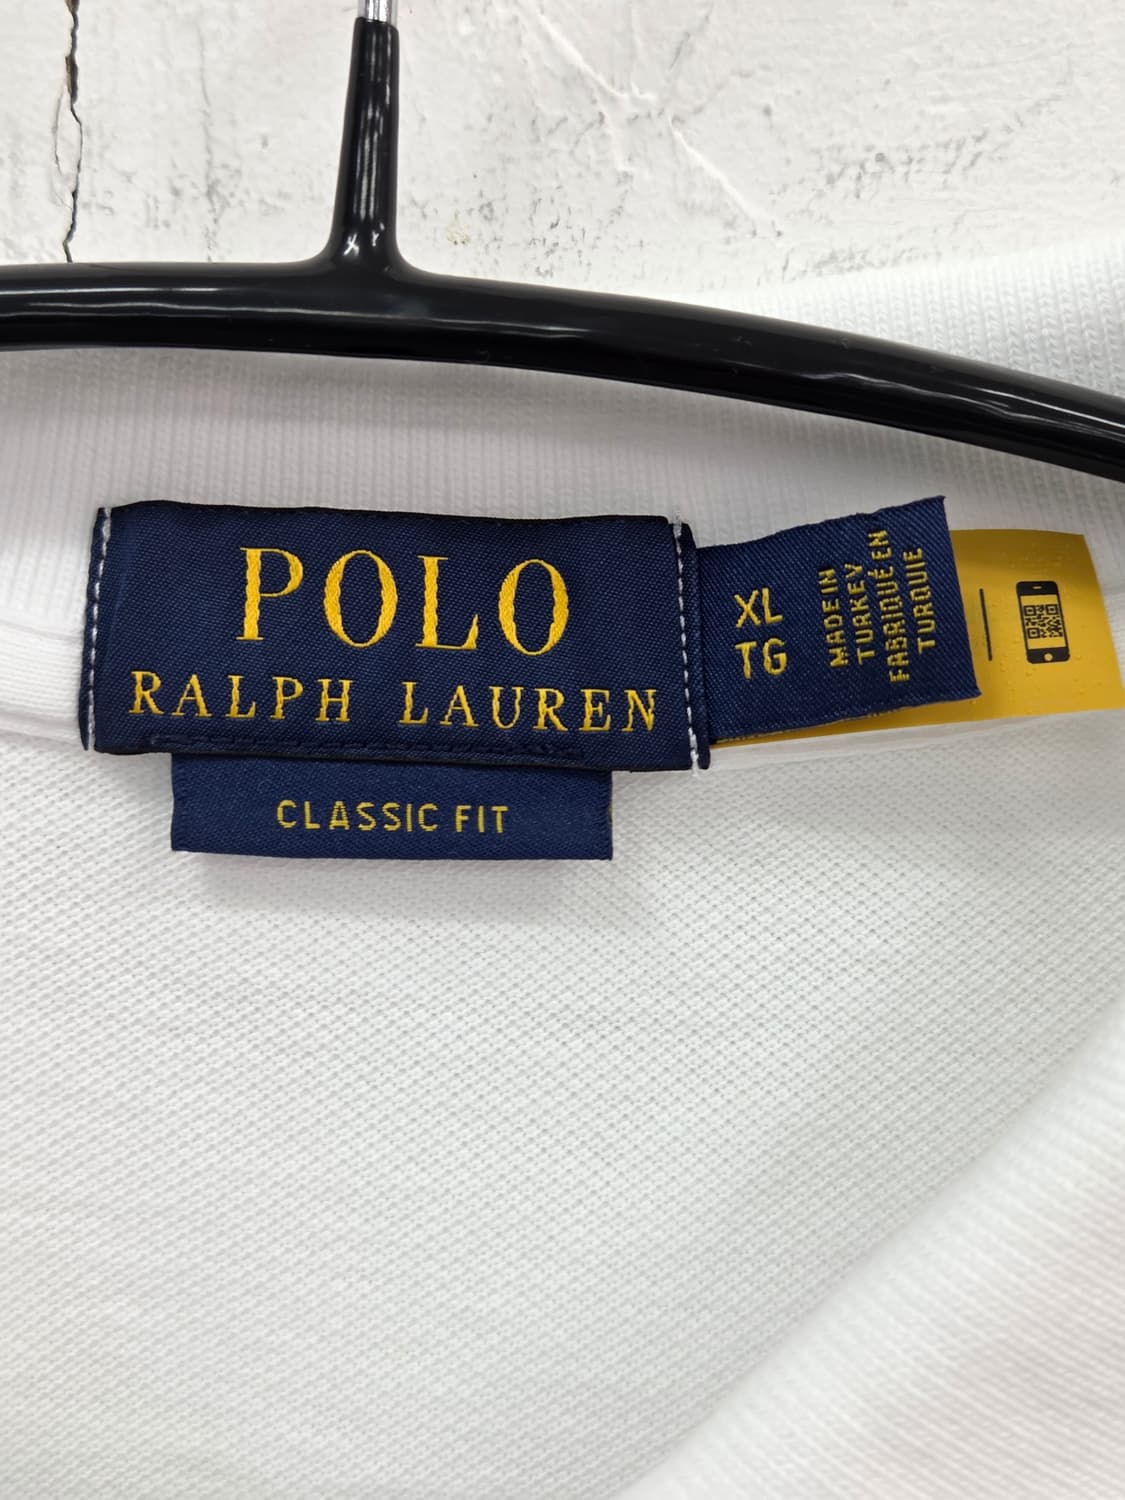 POLO
RALPH LAUREN
CLASSIC FIT
XL
TG
MADE IN
TURKEY
FABRIQUÉ EN
TURQUIE